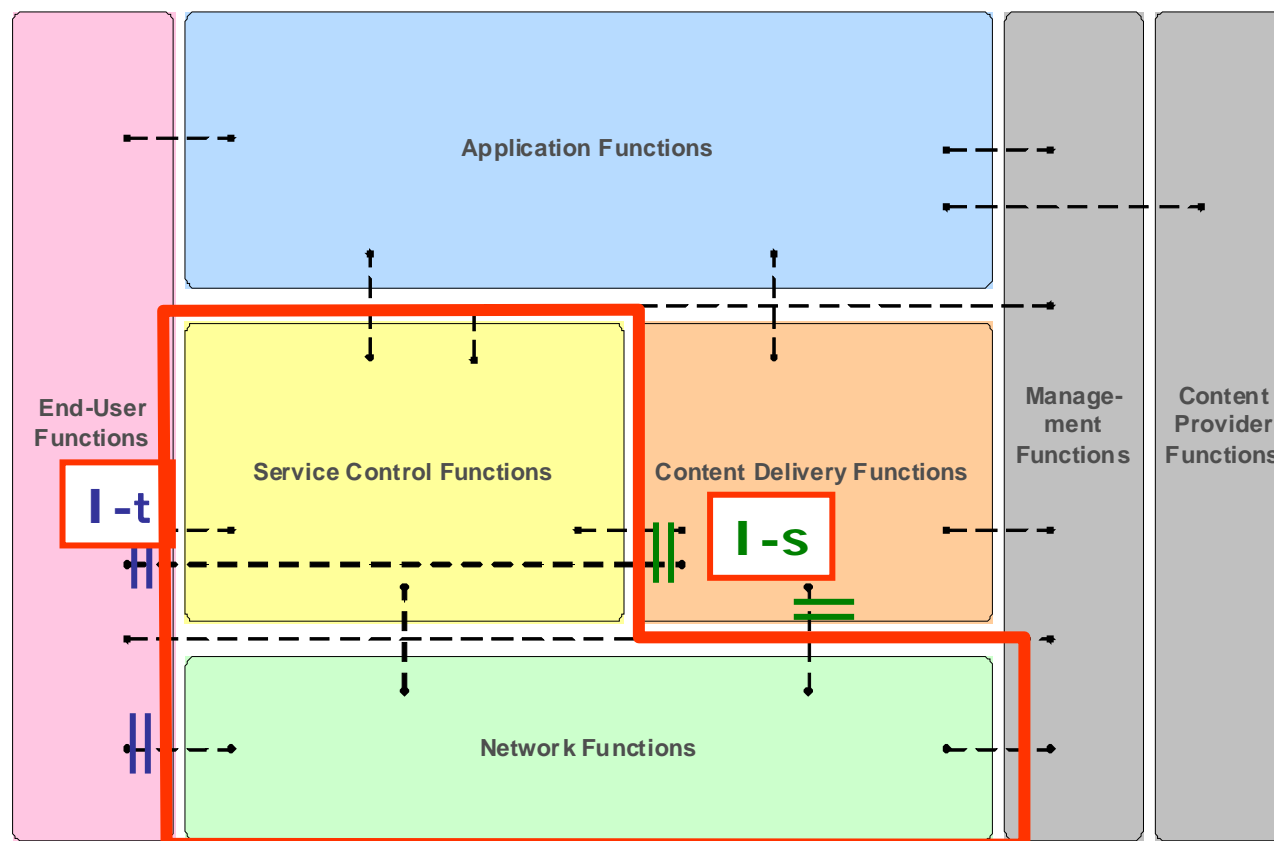 Application Functions
End-User
Functions
Manage-
ment
Functions
Content
Provider
Functions
Service Control Functions
Content Delivery Functions
I-t
I-s
Network Functions